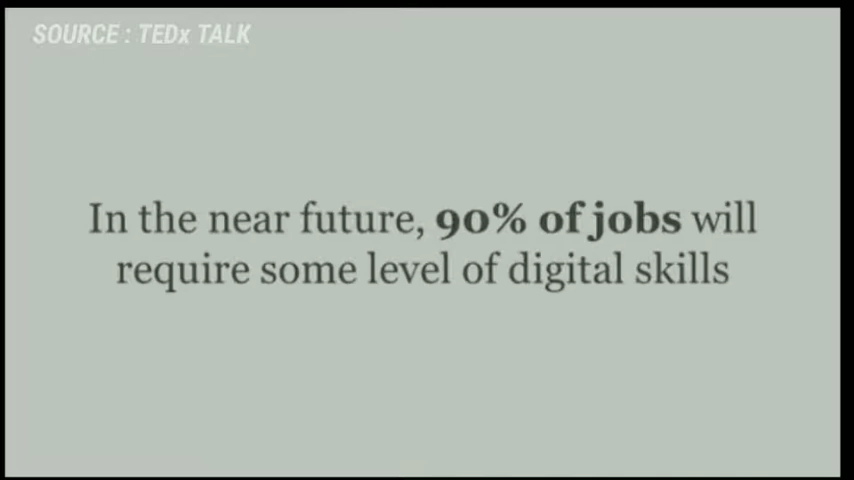 SOURCE : TEDx TALK
In the near future, 90% of jobs will
require some level of digital skills